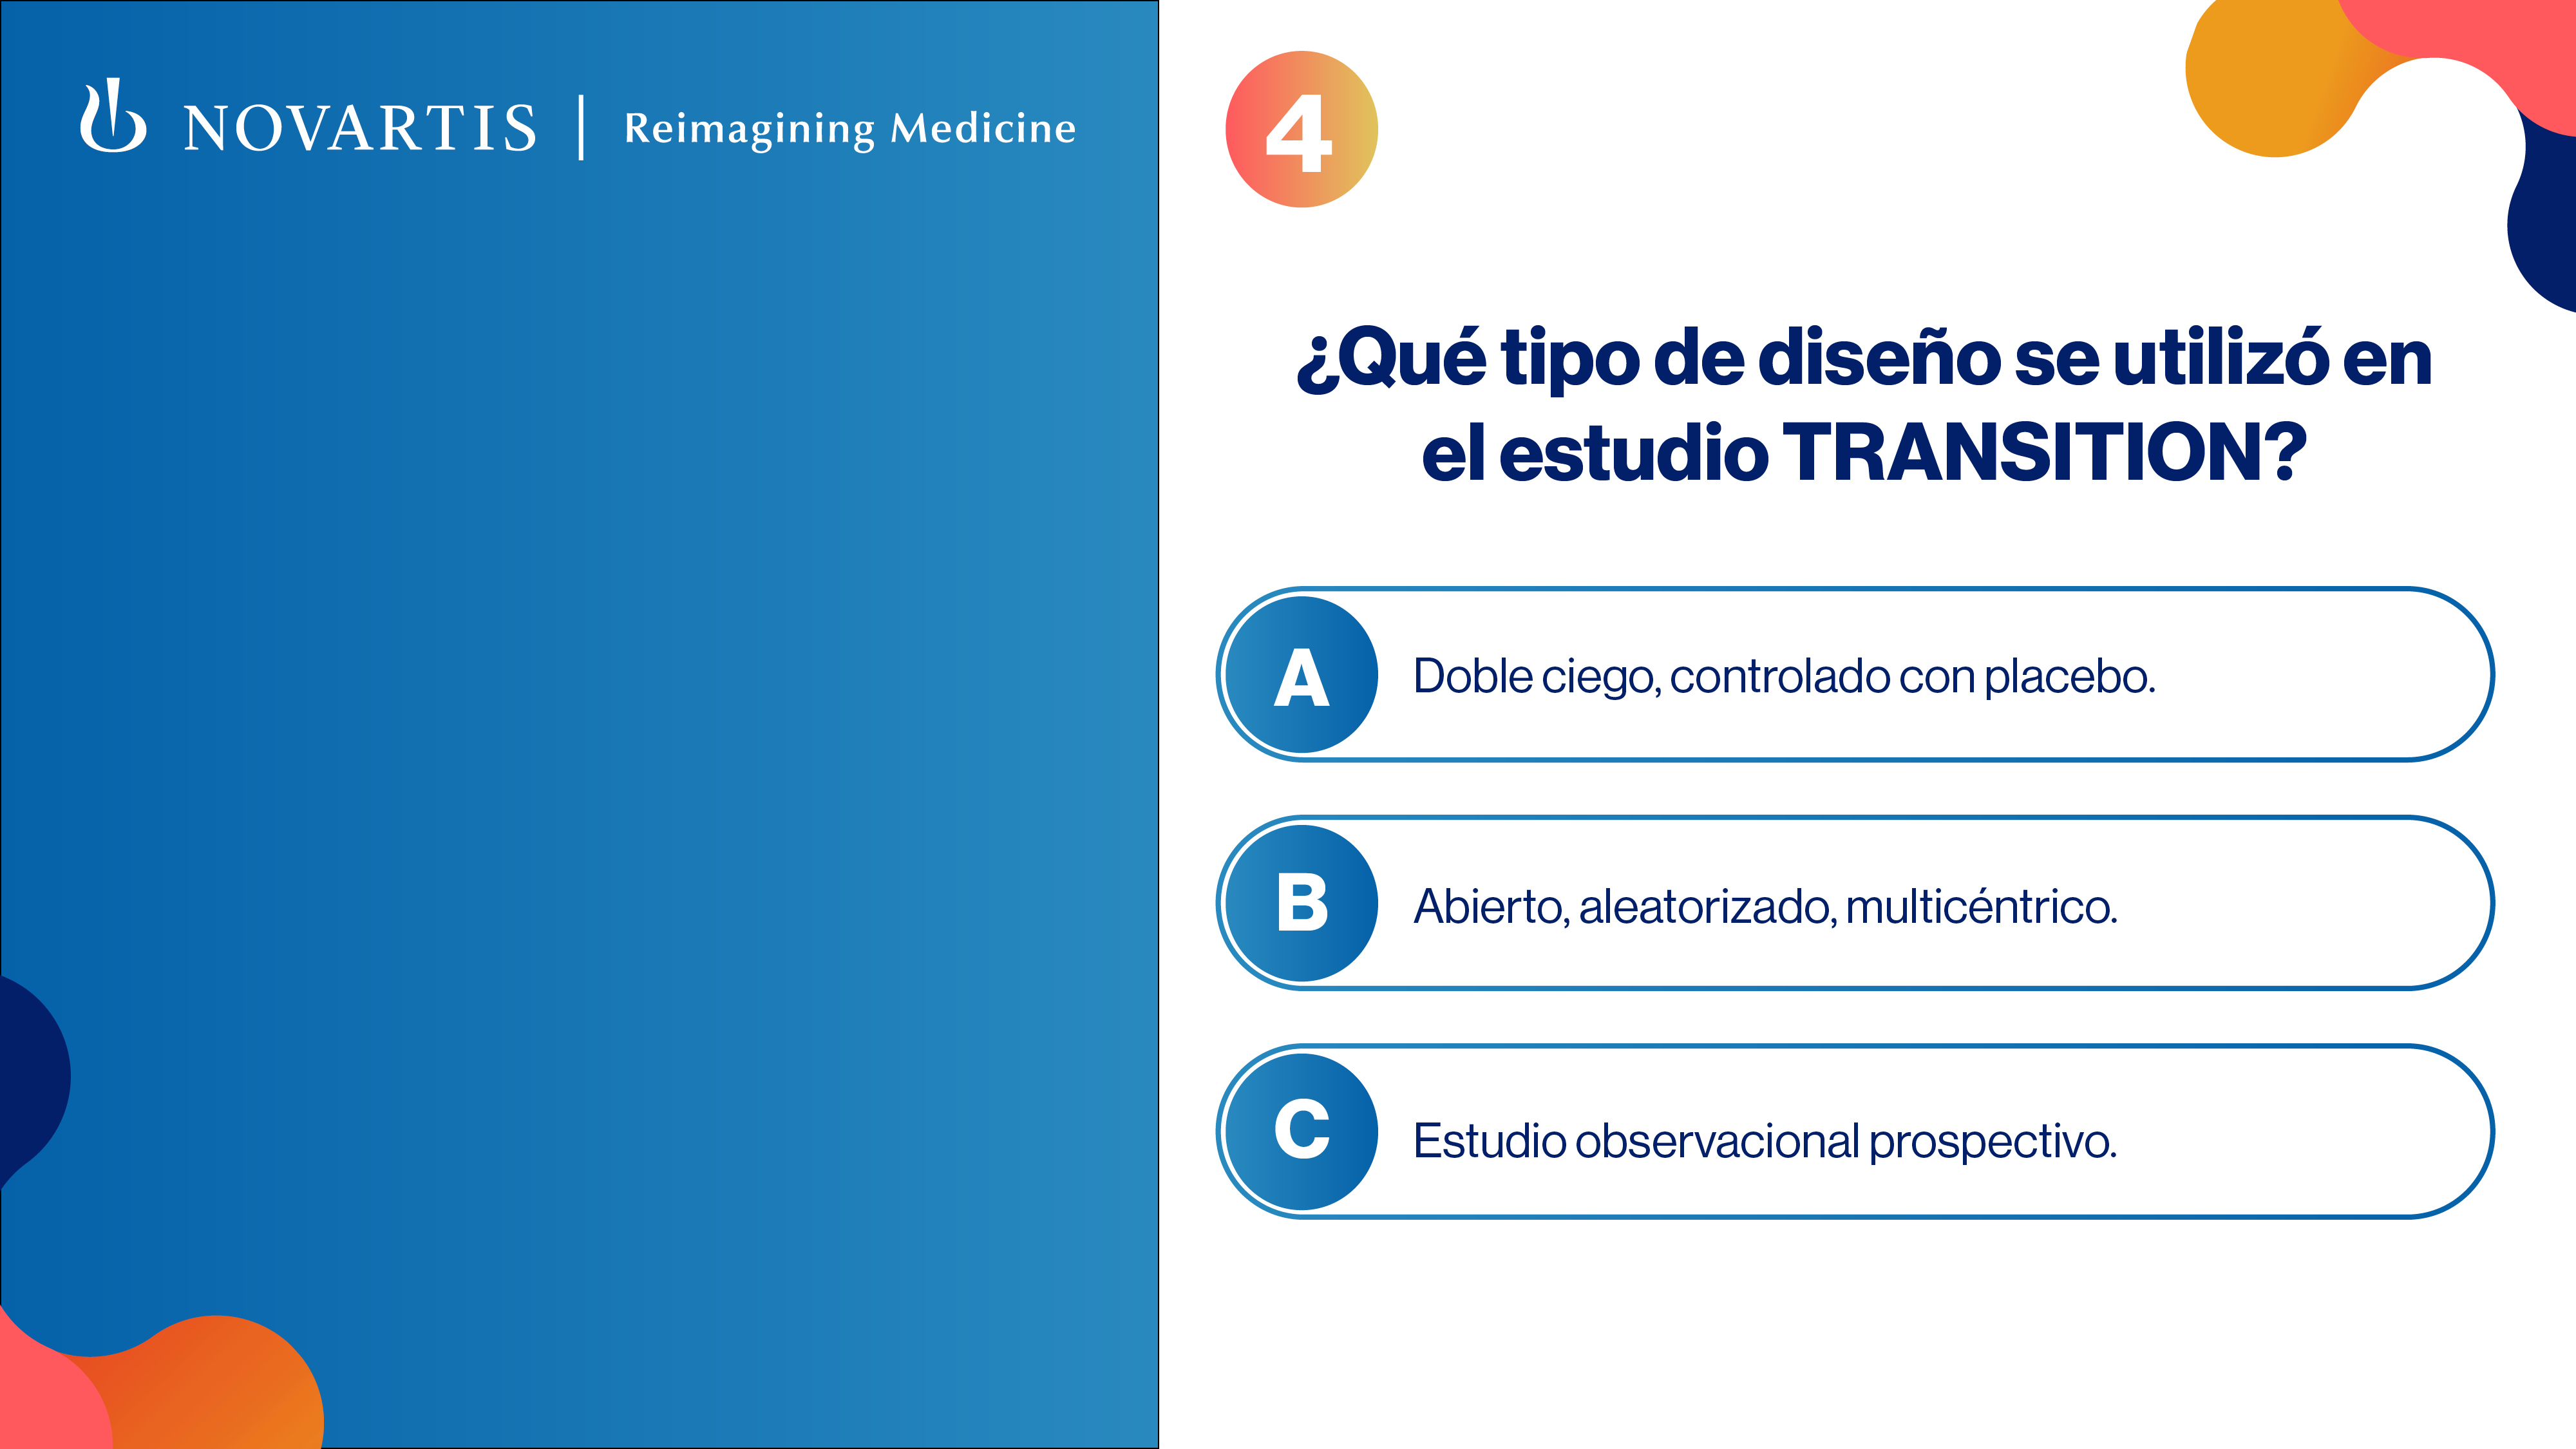 NOVARTIS | Reimagining Medicine
4
¿Qué tipo de diseño se utilizó en
el estudio TRANSITION?
A Doble ciego, controlado con placebo.
B Abierto, aleatorizado, multicéntrico.
C Estudio observacional prospectivo.